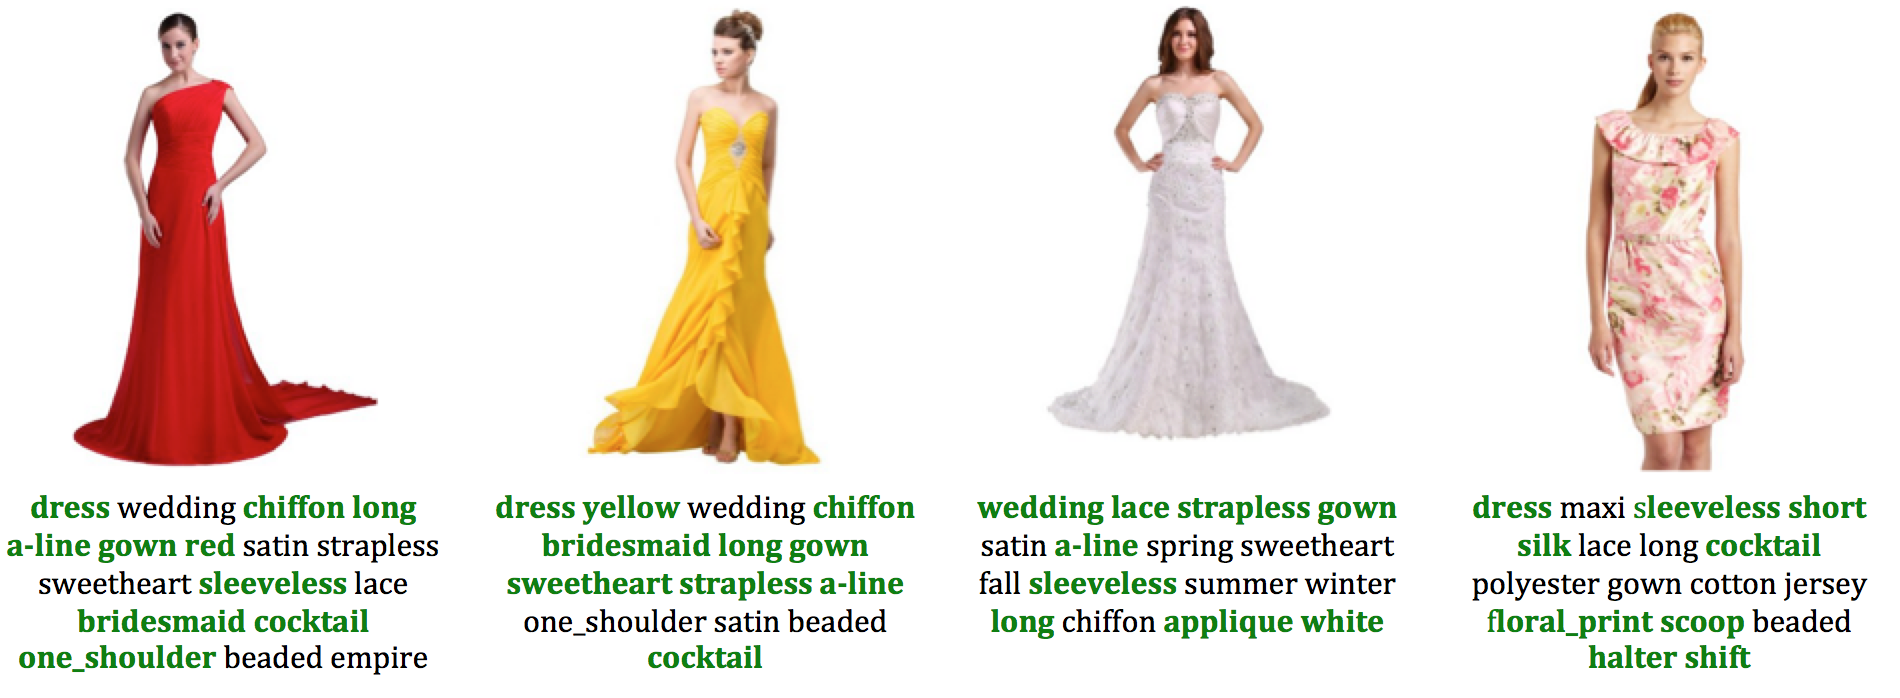 dress wedding chiffon long
a-line gown red satin strapless
sweetheart sleeveless lace
bridesmaid cocktail
one_shoulder beaded empire
dress yellow wedding chiffon
bridesmaid long gown
sweetheart strapless a-line
one_shoulder satin beaded
cocktail
wedding lace strapless gown
satin a-line spring sweetheart
fall sleeveless summer winter
long chiffon applique white
dress maxi sleeveless short
silk lace long cocktail
polyester gown cotton jersey
floral_print scoop beaded
halter shift